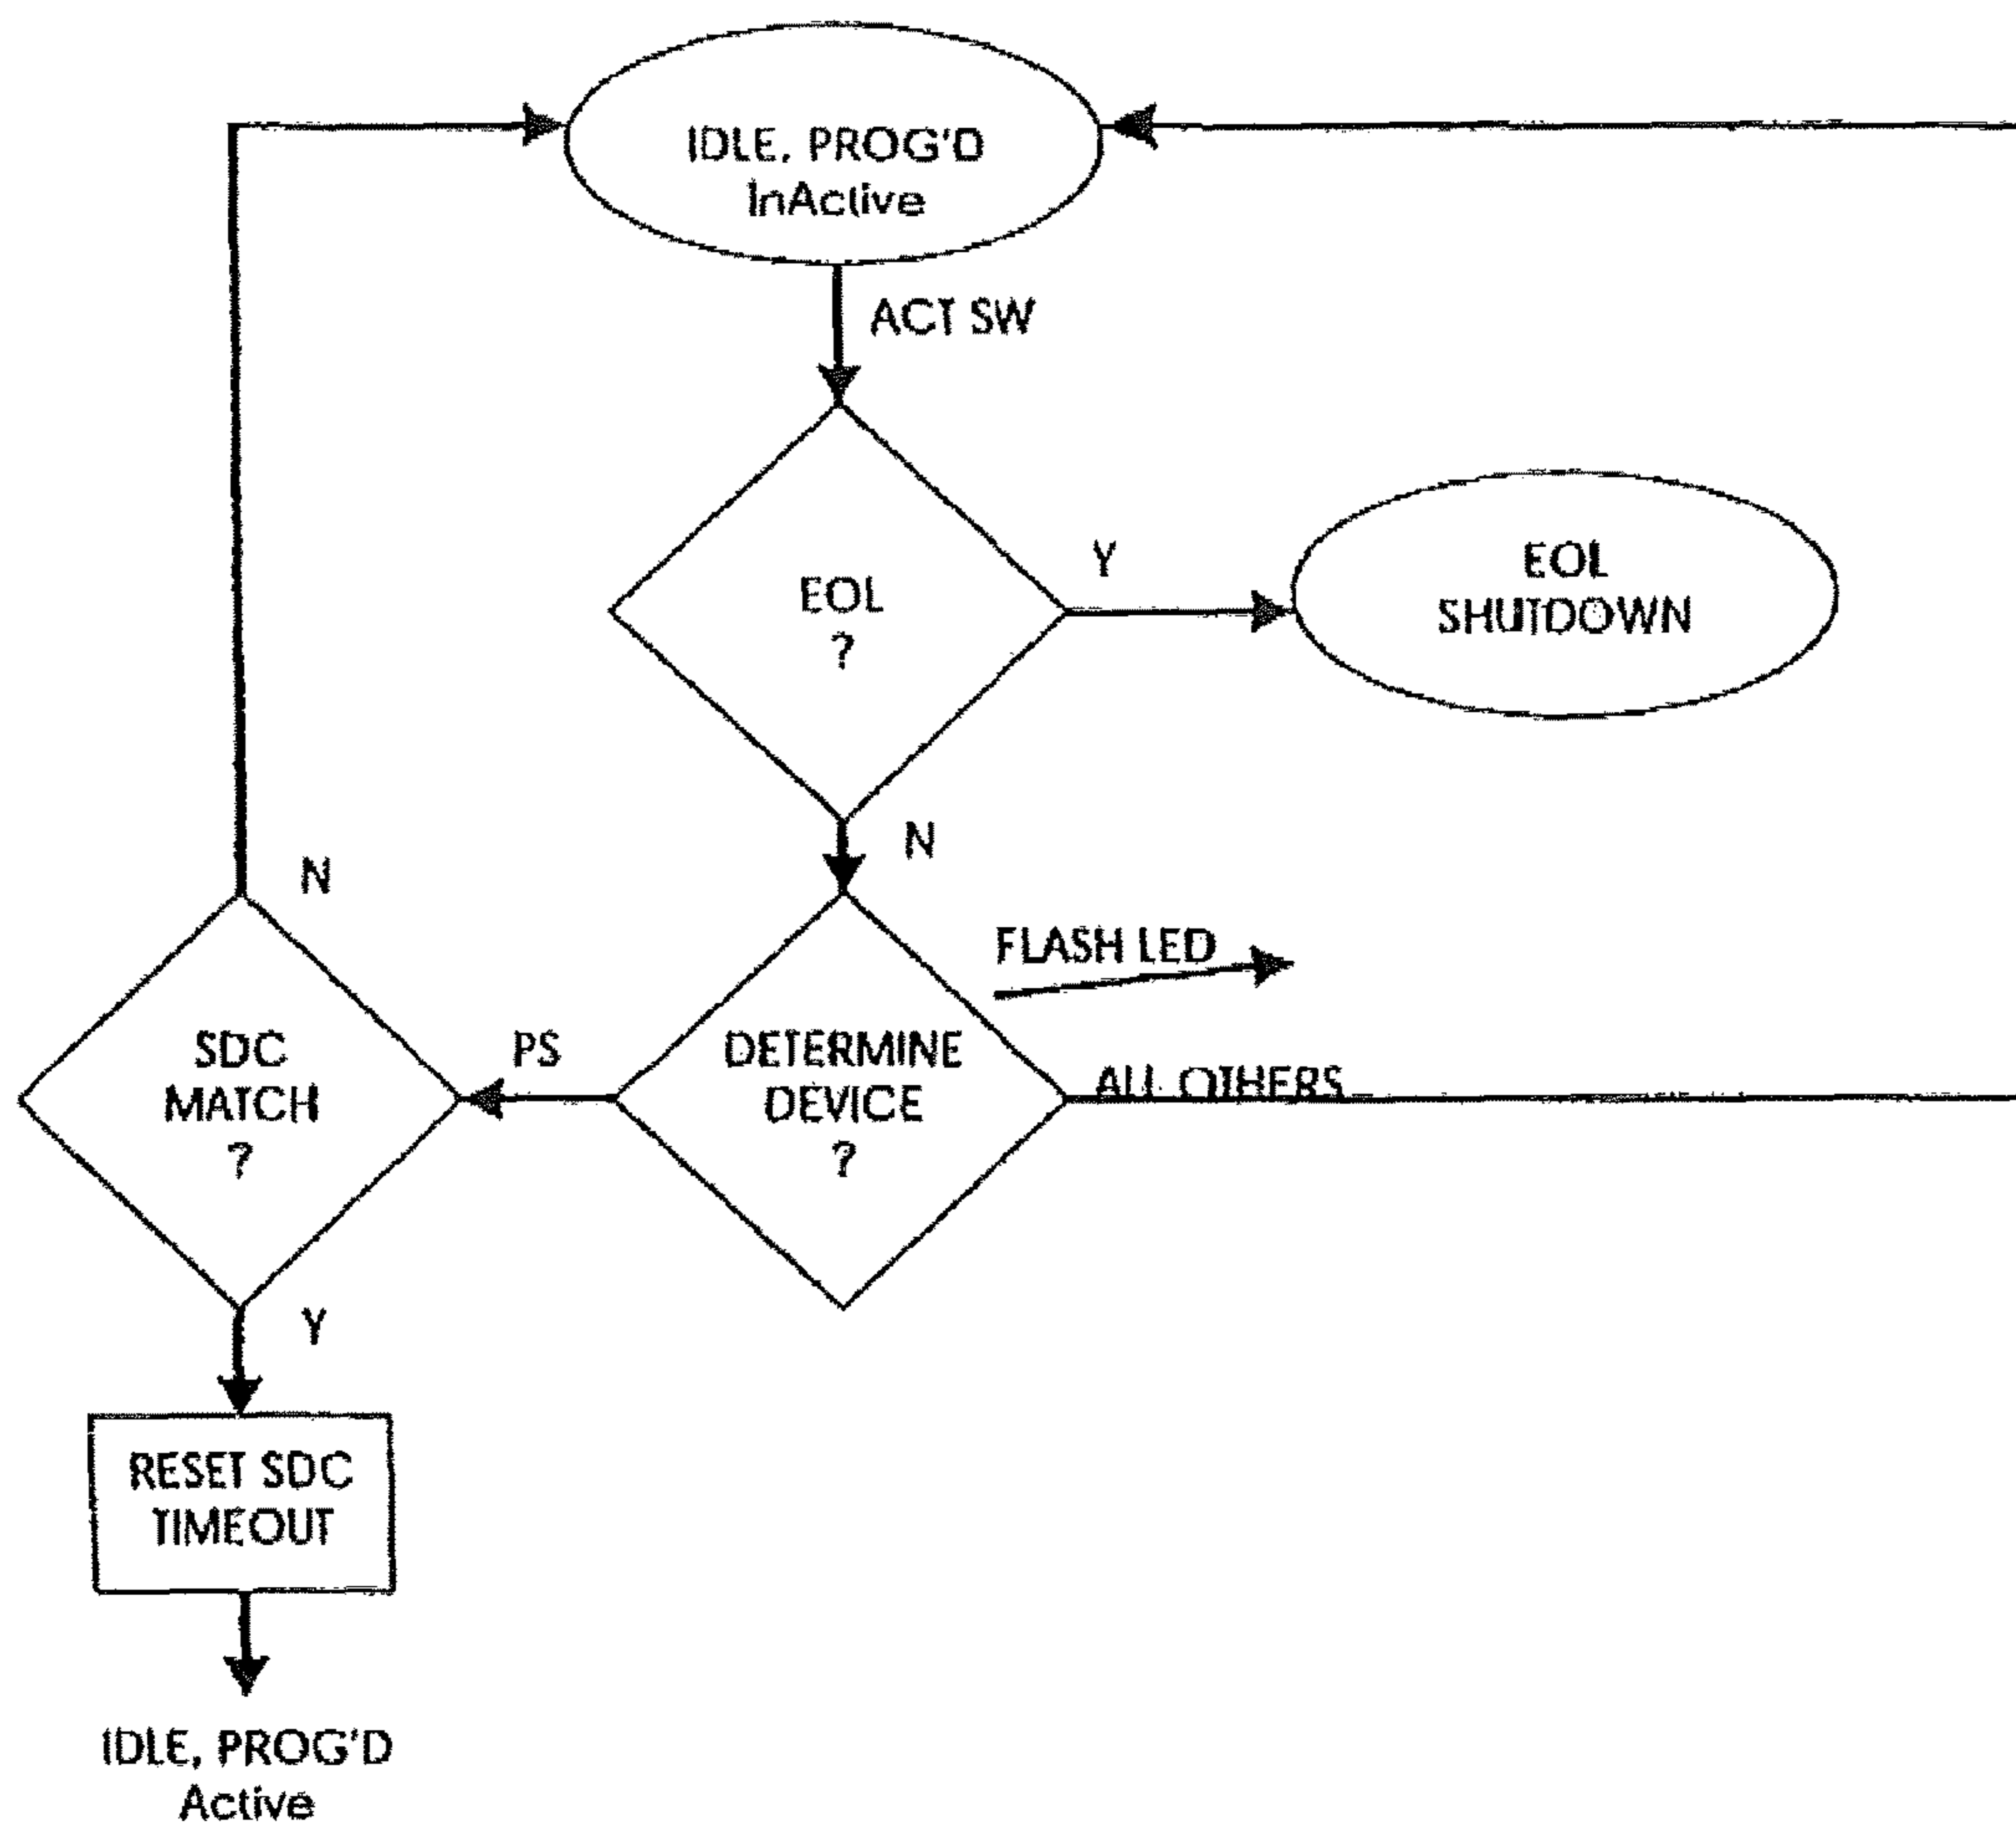 IDLE, PROG'D
InActive
ACT SW
EOL
?
Y
EOL
SHUTDOWN
N
N
FLASH LED
SDC
MATCH
?
PS
DETERMINE
DEVICE
?
ALL OTHERS
Y
RESET SDC
TIMEOUT
IDLE, PROG'D
Active